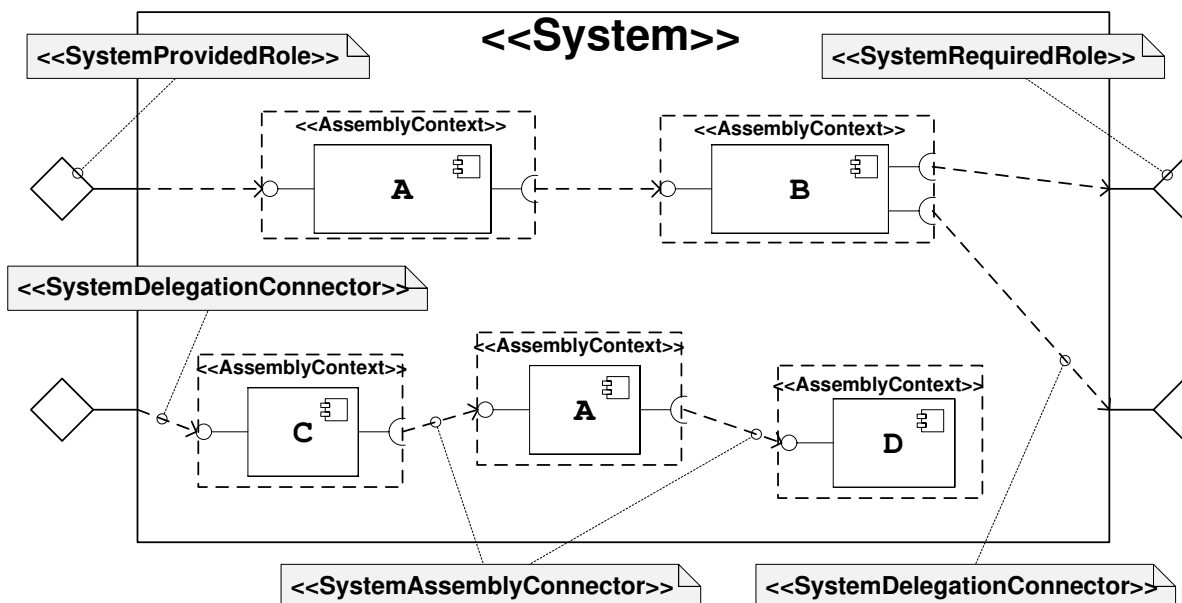 <<System>>
<<SystemProvidedRole>>
<<SystemRequiredRole>>
<<AssemblyContext>>
<<AssemblyContext>>
A
B
<<SystemDelegationConnector>>
<<AssemblyContext>>
<<AssemblyContext>>
<<AssemblyContext>>
C
A
D
<<SystemAssemblyConnector>>
<<SystemDelegationConnector>>